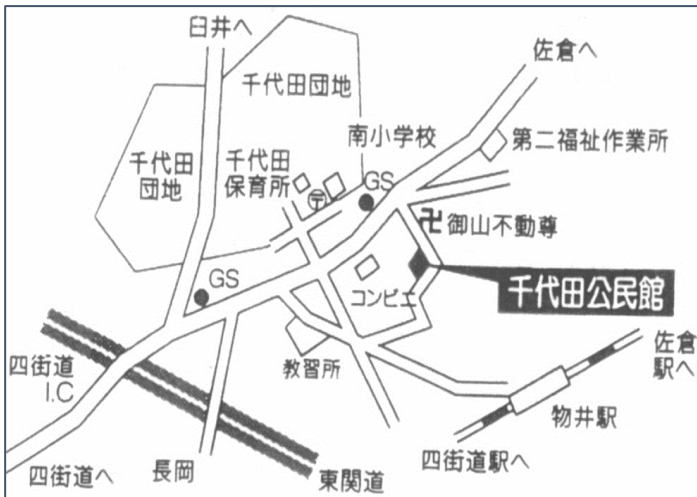 臼井へ
佐倉へ
千代田団地
南小学校
第二福祉作業所
千代田
団地
千代田
保育所
GS
〒
卍御山不動尊
GS
コンビニ
千代田公民館
四街道
I.C
教習所
佐倉
駅へ
物井駅
四街道駅へ
四街道へ
長岡
東関道